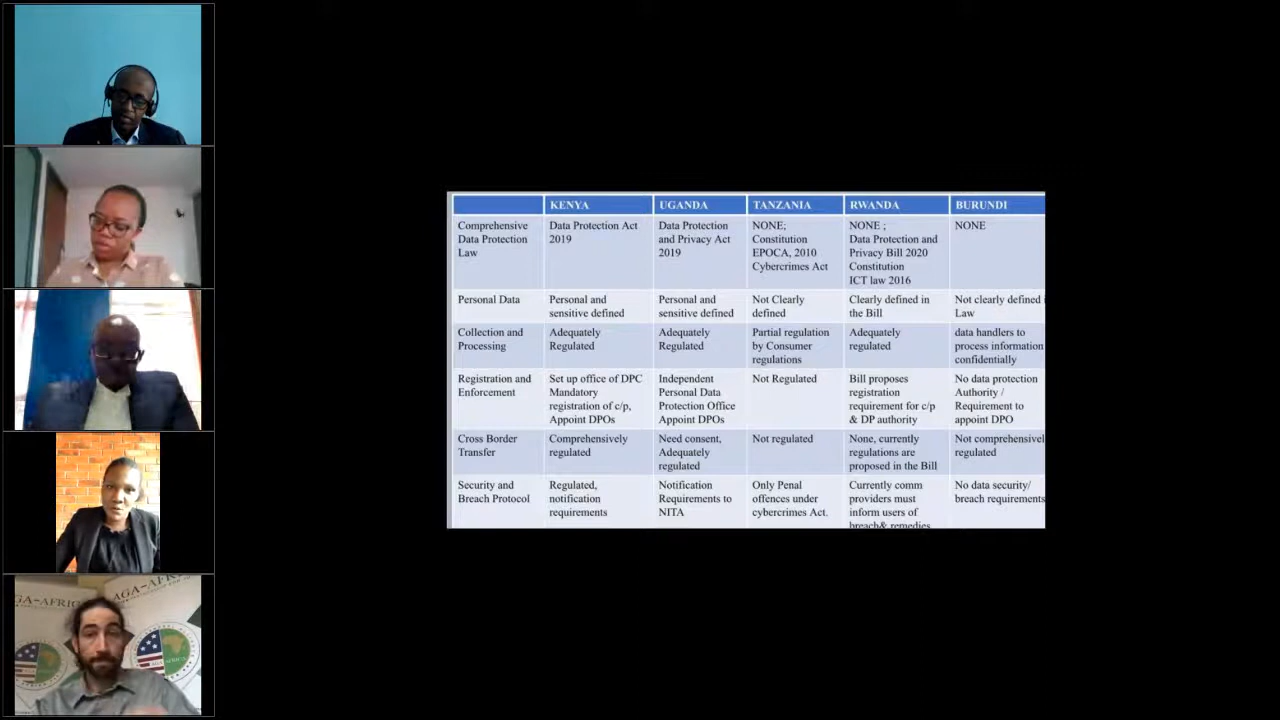 KENYA UGANDA TANZANIA RWANDA BURUNDI
Comprehensive
Data Protection
Law
Data Protection Act
2019
Data Protection
and Privacy Act
2019
NONE;
Constitution
EPOCA, 2010
Cybercrimes Act
NONE ;
Data Protection and
Privacy Bill 2020
Constitution
ICT law 2016
NONE
Personal Data
Personal and
sensitive defined
Personal and
sensitive defined
Not Clearly
defined
Clearly defined in
the Bill
Not clearly defined
Law
Collection and
Processing
Adequately
Regulated
Adequately
Regulated
Partial regulation
by Consumer
regulations
Adequately
regulated
data handlers to
process information
confidentially
Registration and
Enforcement
Set up office of DPC
Mandatory
registration of c/p,
Appoint DPOs
Independent
Personal Data
Protection Office
Appoint DPOs
Not Regulated
Bill proposes
registration
requirement for c/p
& DP authority
No data protection
Authority /
Requirement to
appoint DPO
Cross Border
Transfer
Comprehensively
regulated
Need consent,
Adequately
regulated
Not regulated
None, currently
regulations are
proposed in the Bill
Not comprehensivel
regulated
Security and
Breach Protocol
Regulated,
notification
requirements
Notification
Requirements to
NITA
Only Penal
offences under
cybercrimes Act.
Currently comm
providers must
inform users of
breach& remedies
No data security/
breach requirements
AGA-AFRIC
AGA-AFRI
AGA AFRICA